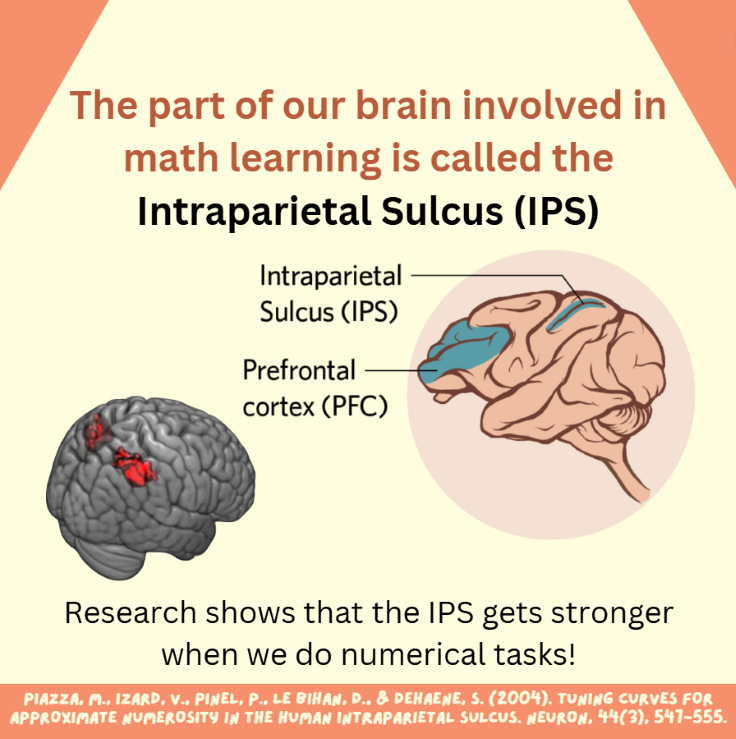 The part of our brain involved in
math learning is called the
Intraparietal Sulcus (IPS)
Intraparietal
Sulcus (IPS)
Prefrontal
cortex (PFC)
Research shows that the IPS gets stronger
when we do numerical tasks!
PIAZZA, M., IZARD, V., PINEL, P., LE BIHAN, D., & DEHAENE, S. (2004). TUNING CURVES FOR
APPROXIMATE NUMEROSITY IN THE HUMAN INTRAPARIETAL SULCUS. NEURON, 44(3), 547-555.